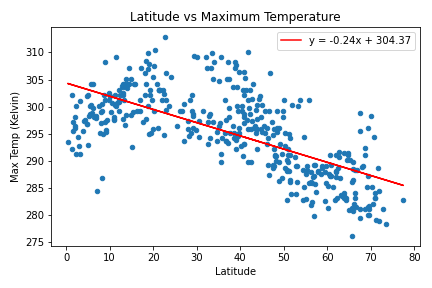 Latitude vs Maximum Temperature
y = -0.24x + 304.37
Max Temp (Kelvin)
310
305
300
295
290
285
280
275
0 10 20 30 40 50 60 70 80
Latitude